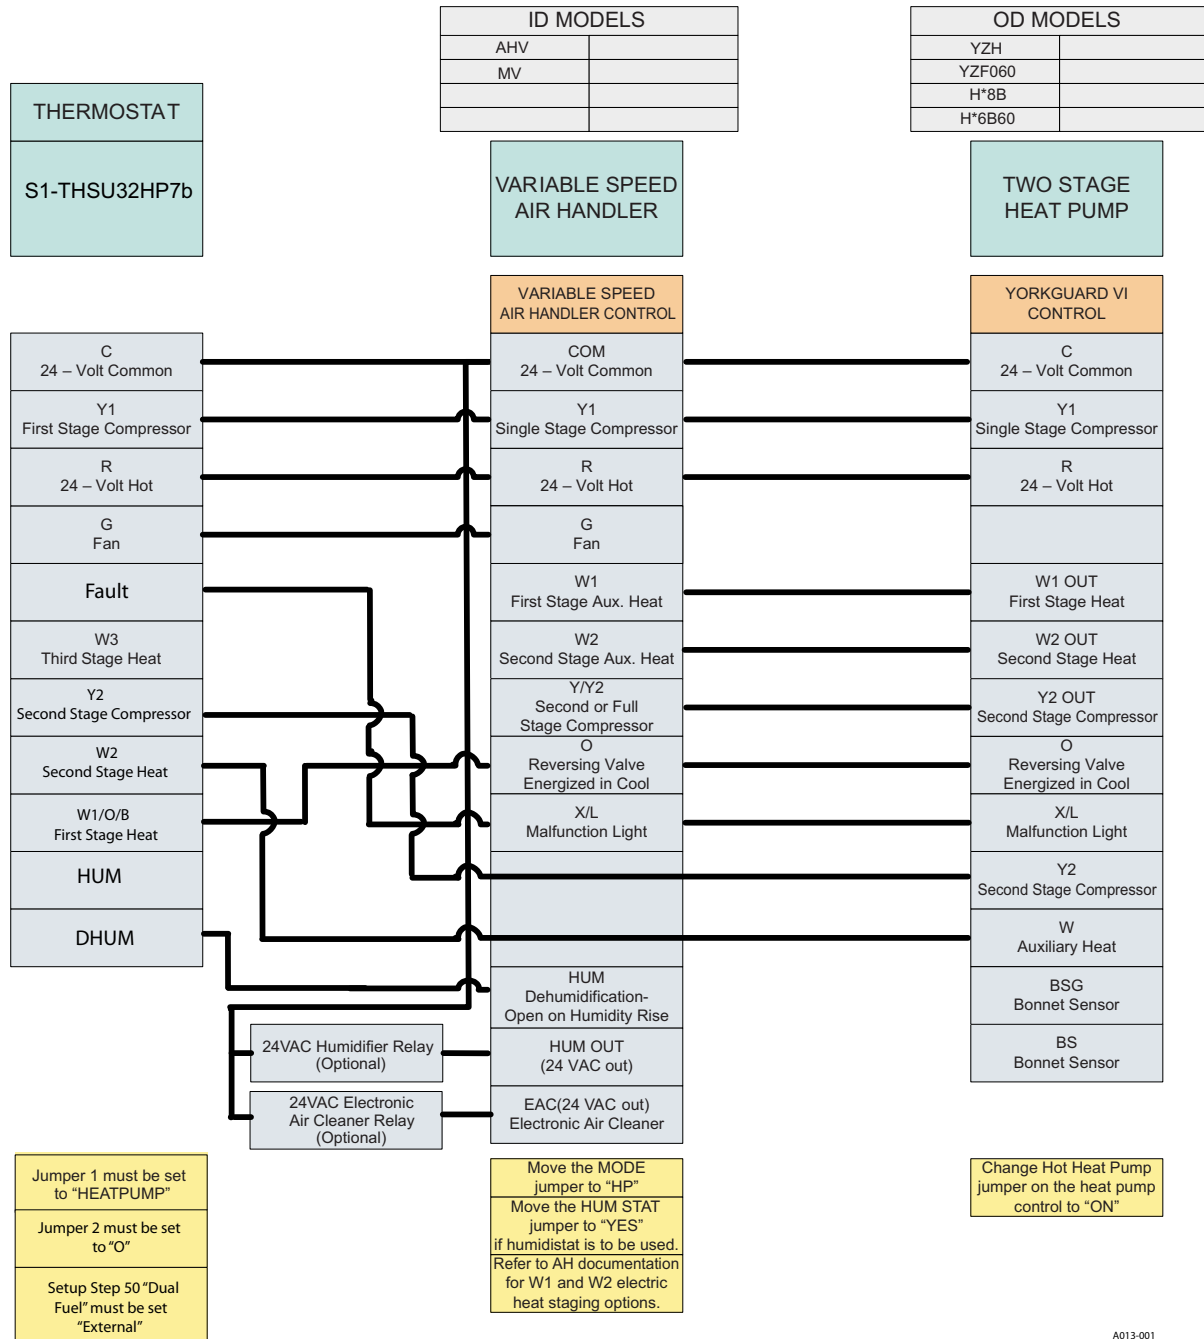 ID MODELS
AHV
MV
OD MODELS
YZH
YZF060
H*8B
H*6B60
THERMOSTAT
S1-THSU32HP7b
VARIABLE SPEED
AIR HANDLER
TWO STAGE
HEAT PUMP
VARIABLE SPEED
AIR HANDLER CONTROL
YORKGUARD VI
CONTROL
C
24 – Volt Common
Y1
First Stage Compressor
R
24 – Volt Hot
G
Fan
Fault
W3
Third Stage Heat
Y2
Second Stage Compressor
W2
Second Stage Heat
W1/O/B
First Stage Heat
HUM
DHUM
COM
24 – Volt Common
Y1
Single Stage Compressor
R
24 – Volt Hot
G
Fan
W1
First Stage Aux. Heat
W2
Second Stage Aux. Heat
Y/Y2
Second or Full
Stage Compressor
O
Reversing Valve
Energized in Cool
X/L
Malfunction Light
HUM
Dehumidification-
Open on Humidity Rise
HUM OUT
(24 VAC out)
EAC(24 VAC out)
Electronic Air Cleaner
24VAC Humidifier Relay
(Optional)
24VAC Electronic
Air Cleaner Relay
(Optional)
C
24 – Volt Common
Y1
Single Stage Compressor
R
24 – Volt Hot
W1 OUT
First Stage Heat
W2 OUT
Second Stage Heat
Y2 OUT
Second Stage Compressor
O
Reversing Valve
Energized in Cool
X/L
Malfunction Light
Y2
Second Stage Compressor
W
Auxiliary Heat
BSG
Bonnet Sensor
BS
Bonnet Sensor
Jumper 1 must be set
to “HEATPUMP”
Jumper 2 must be set
to “O”
Setup Step 50 “Dual
Fuel” must be set
“External”
Move the MODE
jumper to “HP”
Move the HUM STAT
jumper to “YES”
if humidistat is to be used.
Refer to AH documentation
for W1 and W2 electric
heat staging options.
Change Hot Heat Pump
jumper on the heat pump
control to “ON”
A013-001